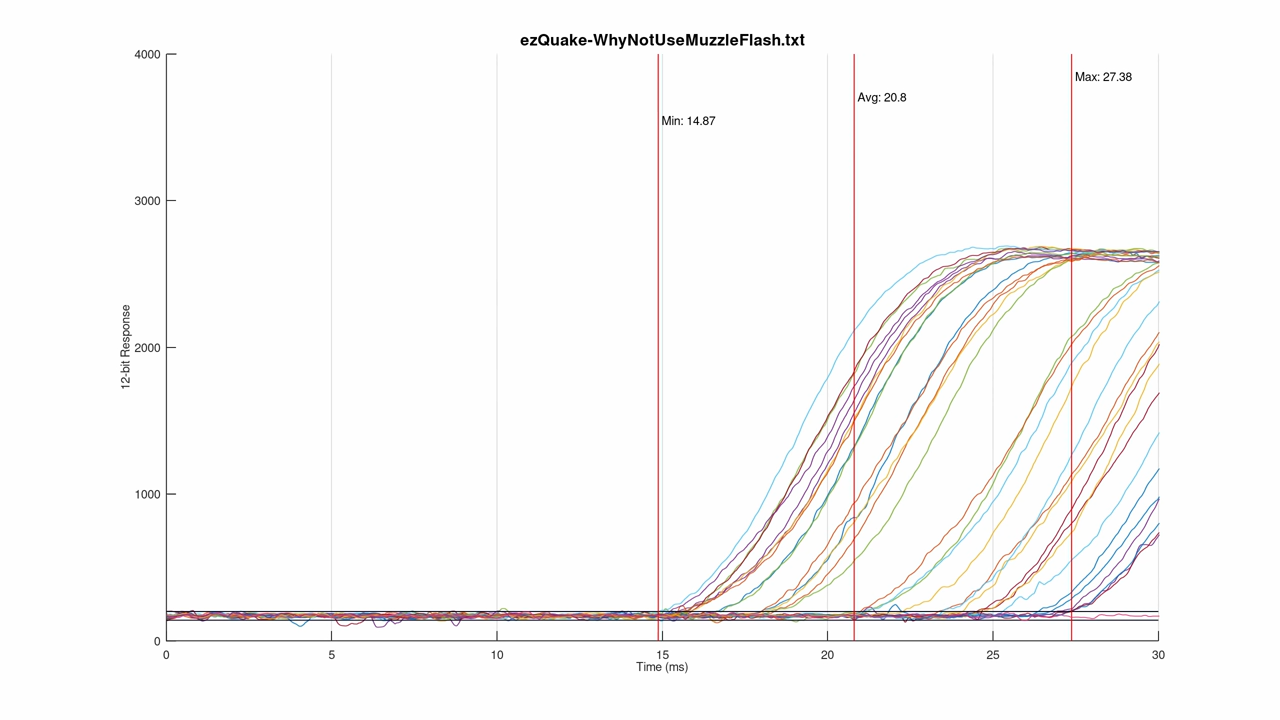 ezQuake-WhyNotUseMuzzleFlash.txt
4000
3000
2000
1000
0
12-bit Response
Min: 14.87
Avg: 20.8
Max: 27.38
0 5 10 15 20 25 30
Time (ms)